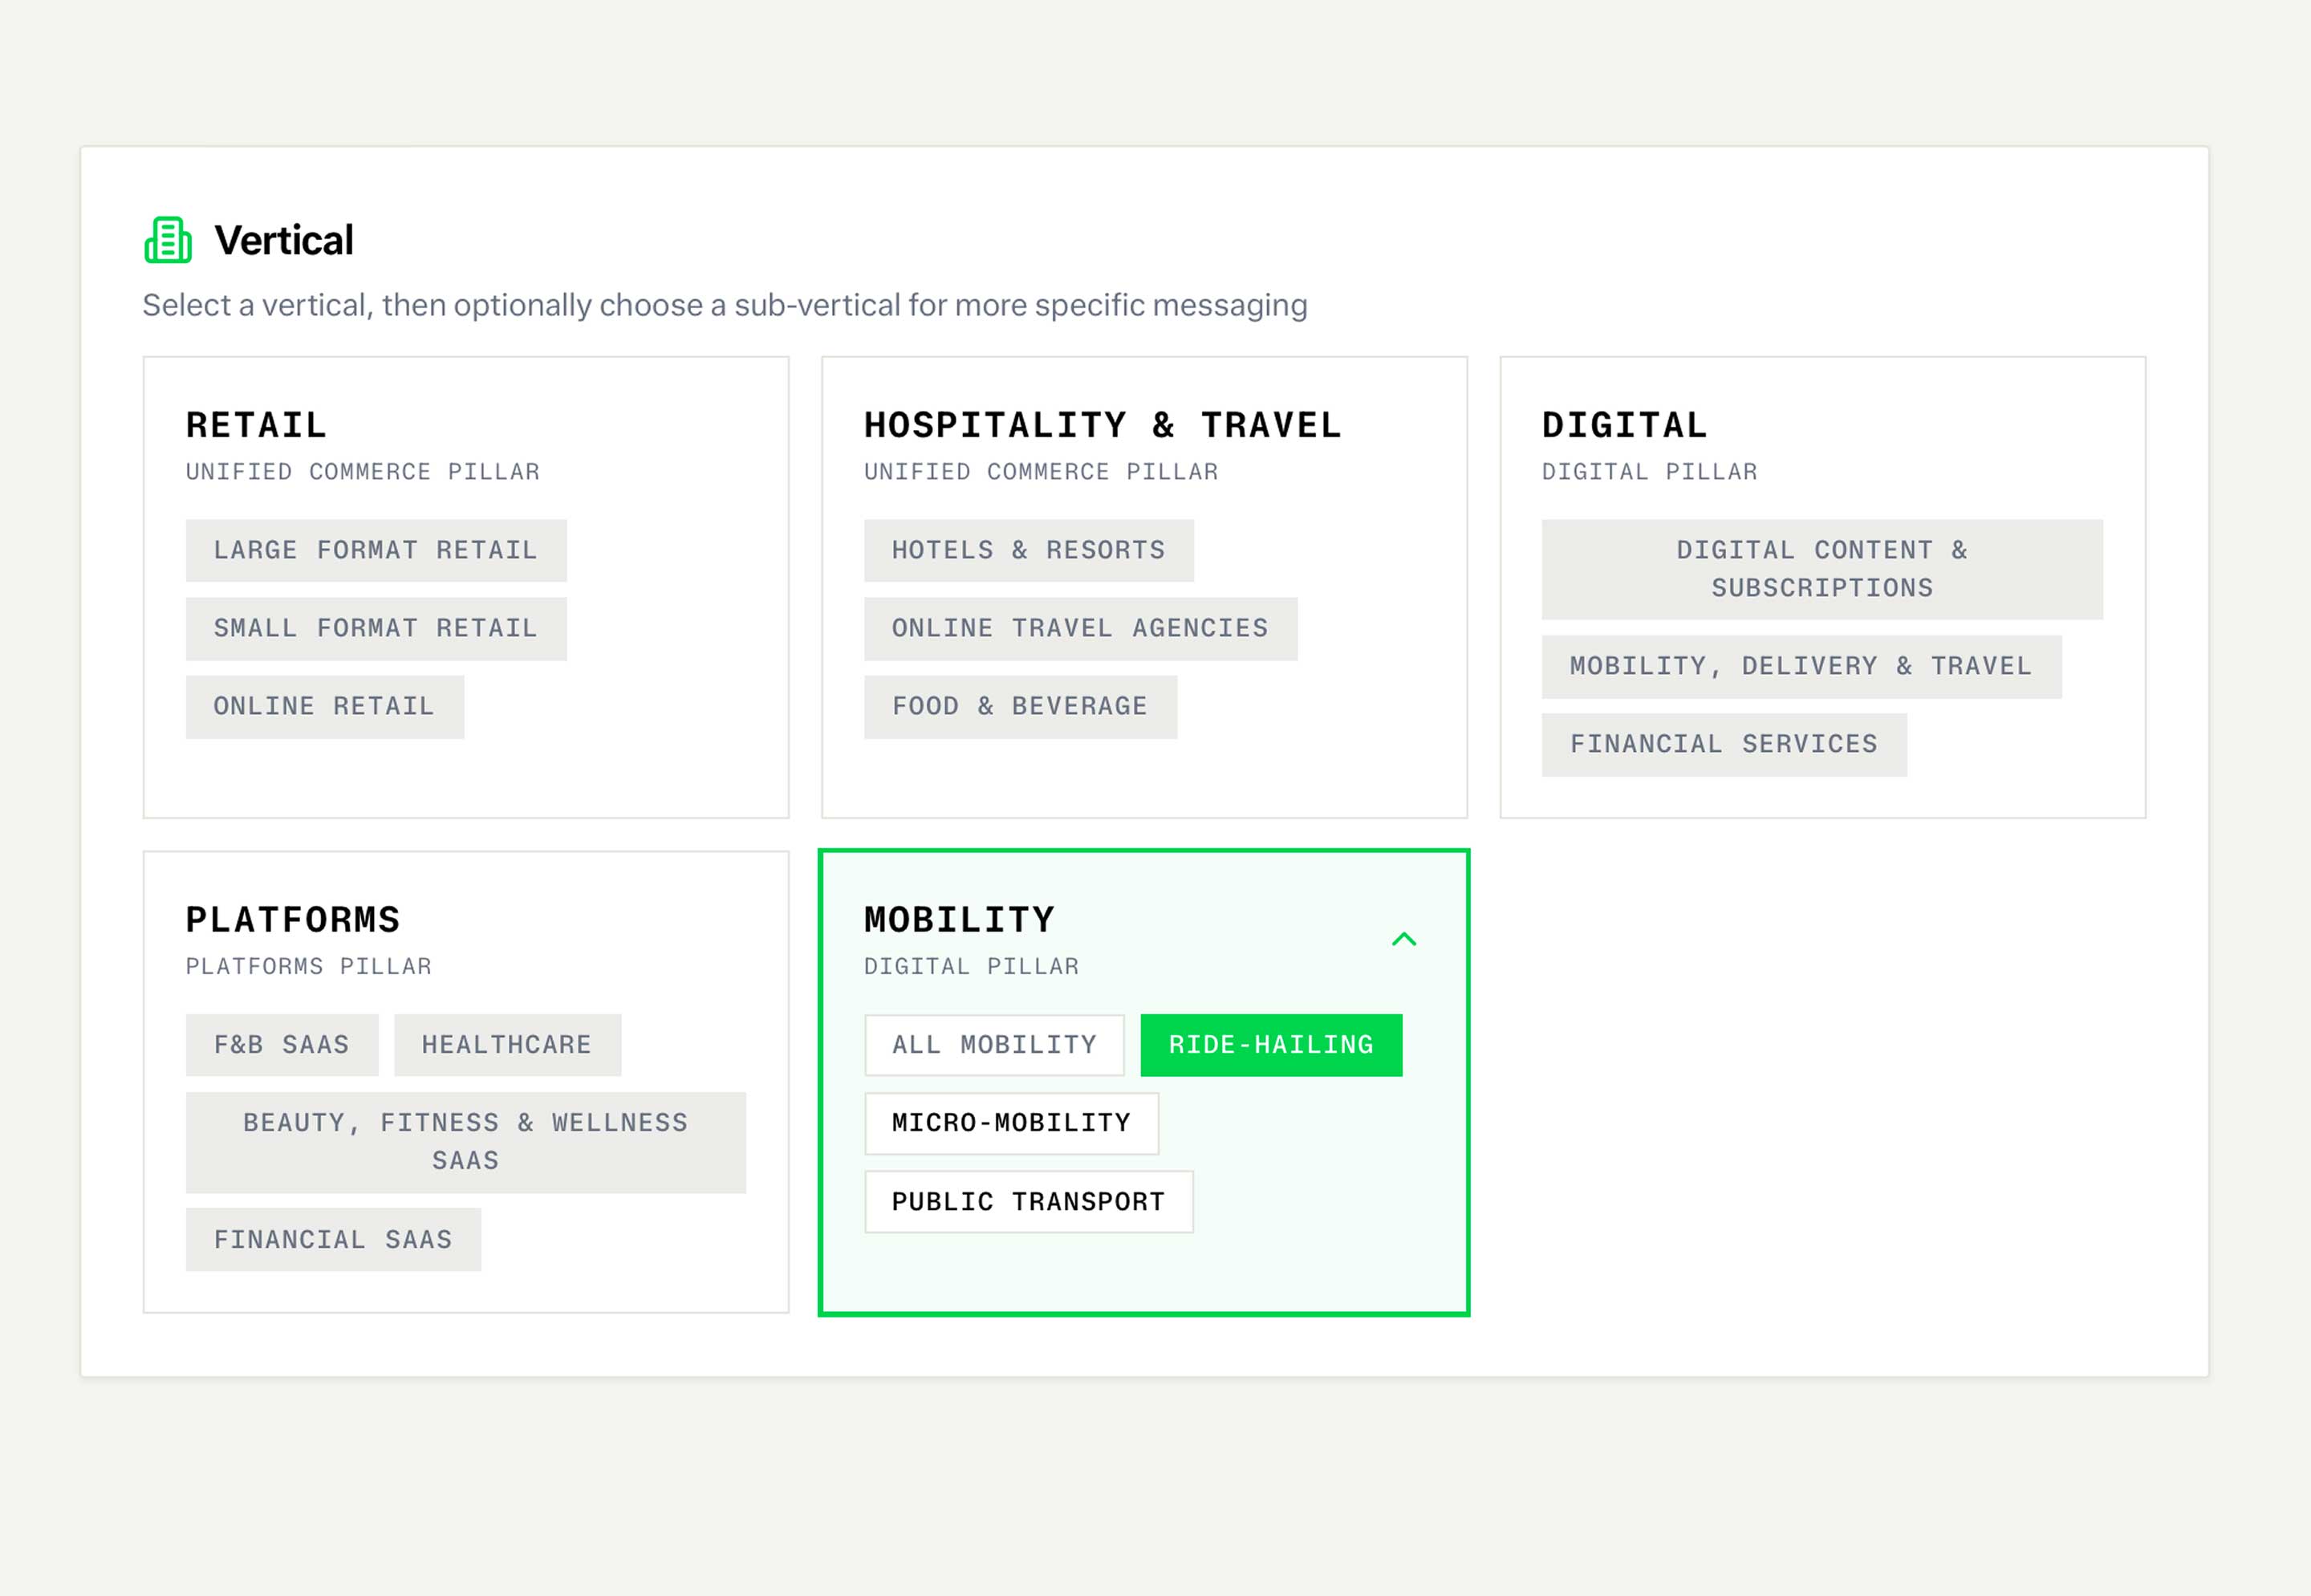 Vertical
Select a vertical, then optionally choose a sub-vertical for more specific messaging
RETAIL
UNIFIED COMMERCE PILLAR
LARGE FORMAT RETAIL
SMALL FORMAT RETAIL
ONLINE RETAIL
HOSPITALITY & TRAVEL
UNIFIED COMMERCE PILLAR
HOTELS & RESORTS
ONLINE TRAVEL AGENCIES
FOOD & BEVERAGE
DIGITAL
DIGITAL PILLAR
DIGITAL CONTENT &
SUBSCRIPTIONS
MOBILITY, DELIVERY & TRAVEL
FINANCIAL SERVICES
PLATFORMS
PLATFORMS PILLAR
F&B SAAS
HEALTHCARE
BEAUTY, FITNESS & WELLNESS
SAAS
FINANCIAL SAAS
MOBILITY
DIGITAL PILLAR
ALL MOBILITY
RIDE-HAILING
MICRO-MOBILITY
PUBLIC TRANSPORT